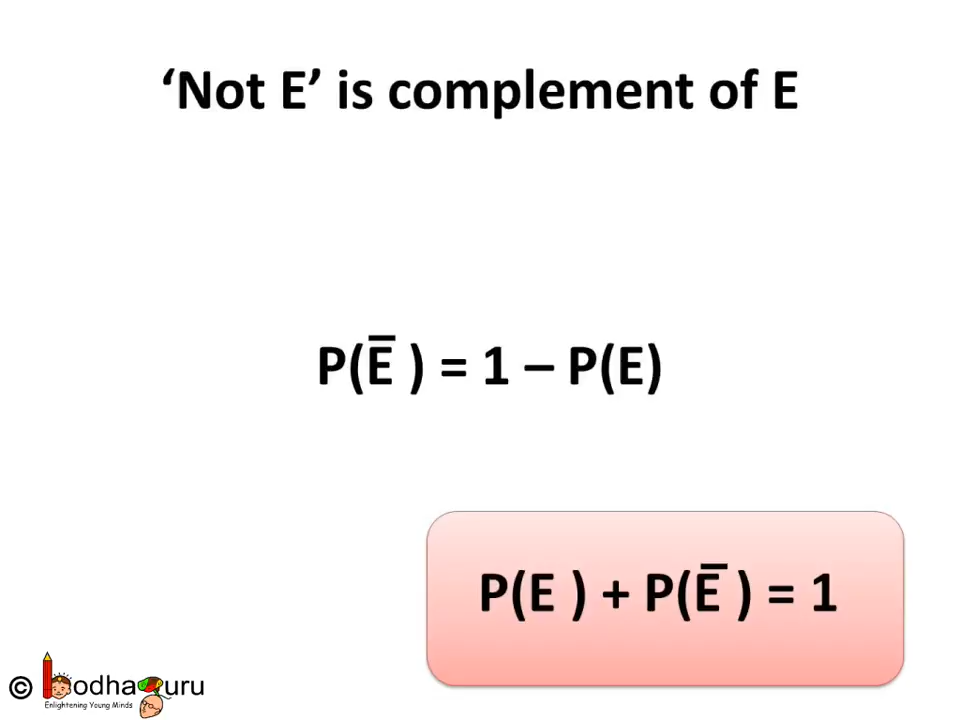 ‘Not E’ is complement of E
P(E̅ ) = 1 – P(E)
P(E ) + P(E̅ ) = 1
© bodhaguru
Enlightening Young Minds